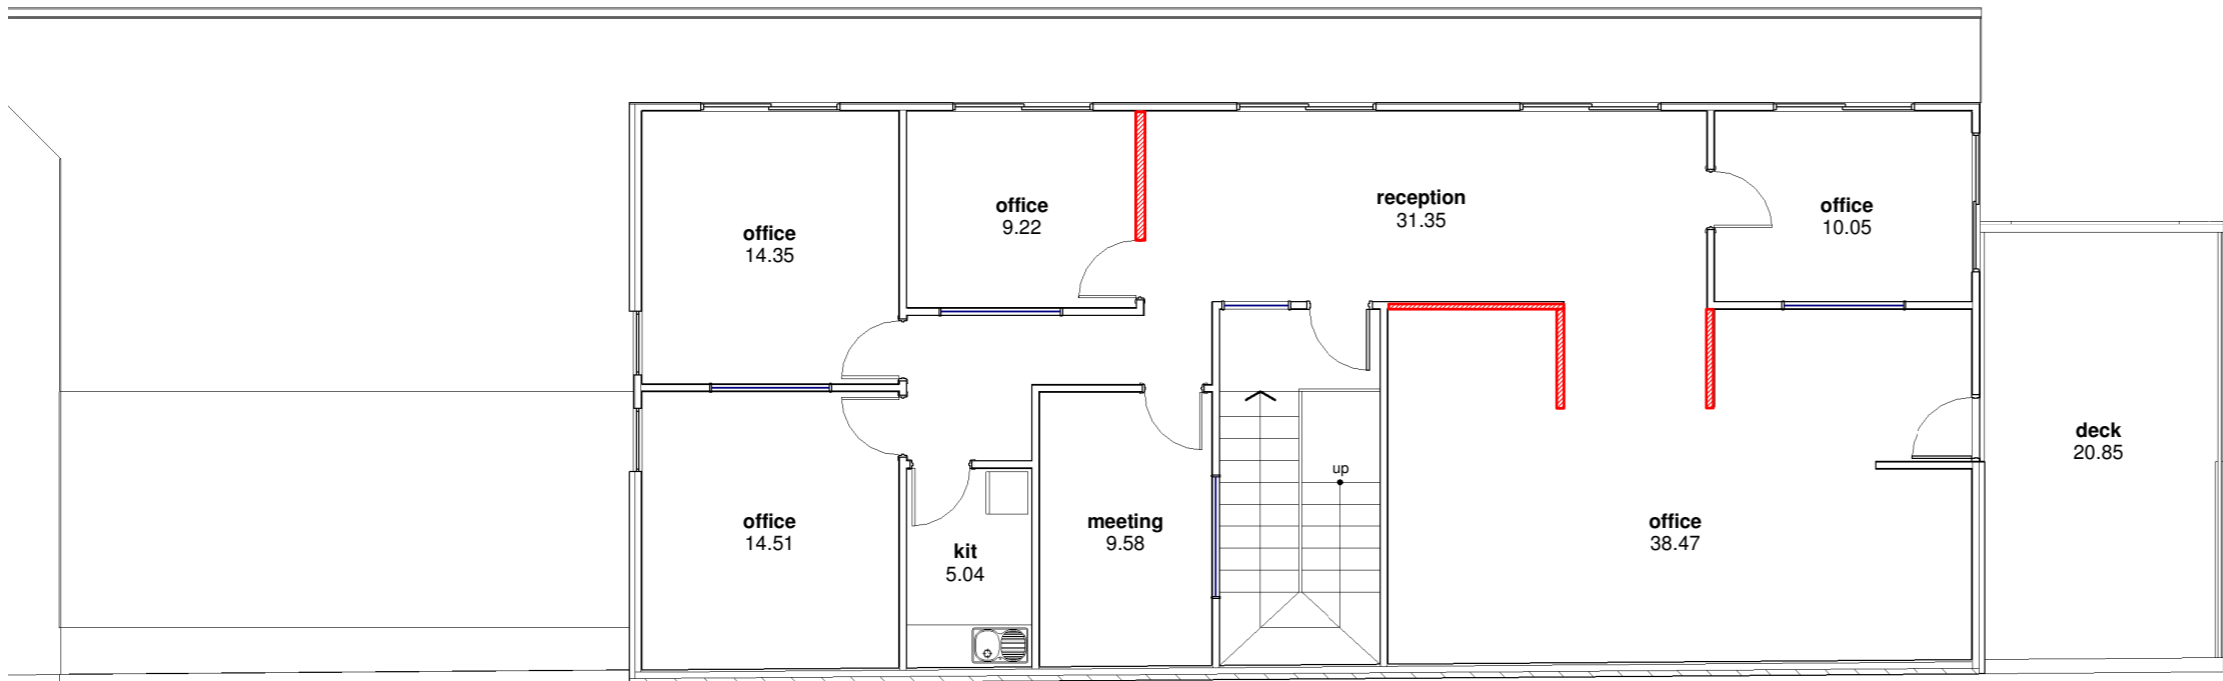 reception
31.35
office
9.22
office
10.05
office
14.35
deck
20.85
up
office
14.51
meeting
9.58
office
38.47
kit
5.04